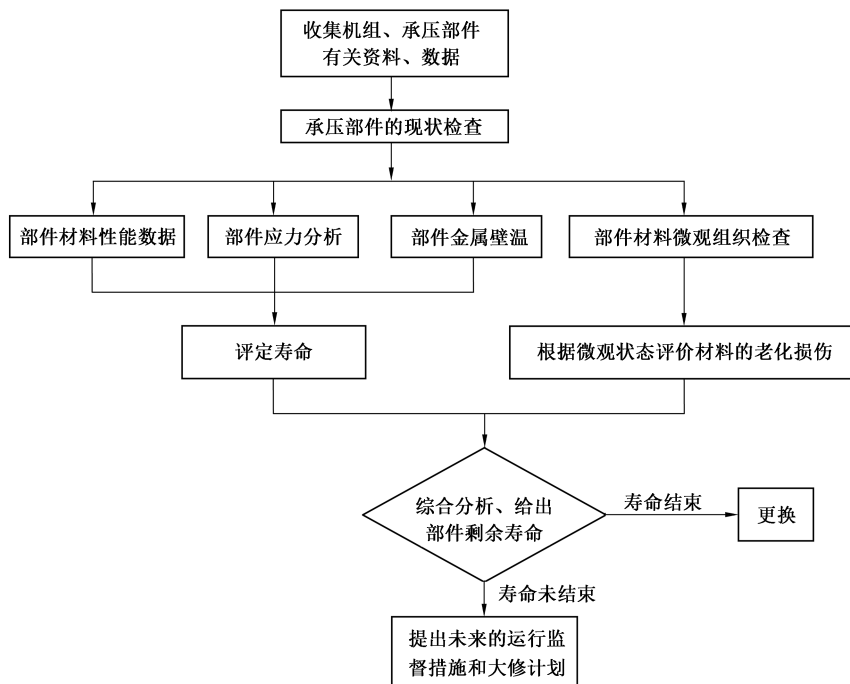 收集机组、承压部件
有关资料、数据
承压部件的现状检查
部件材料性能数据
部件应力分析
部件金属壁温
部件材料微观组织检查
评定寿命
根据微观状态评价材料的老化损伤
综合分析、给出
部件剩余寿命
寿命结束
更换
寿命未结束
提出未来的运行监
督措施和大修计划